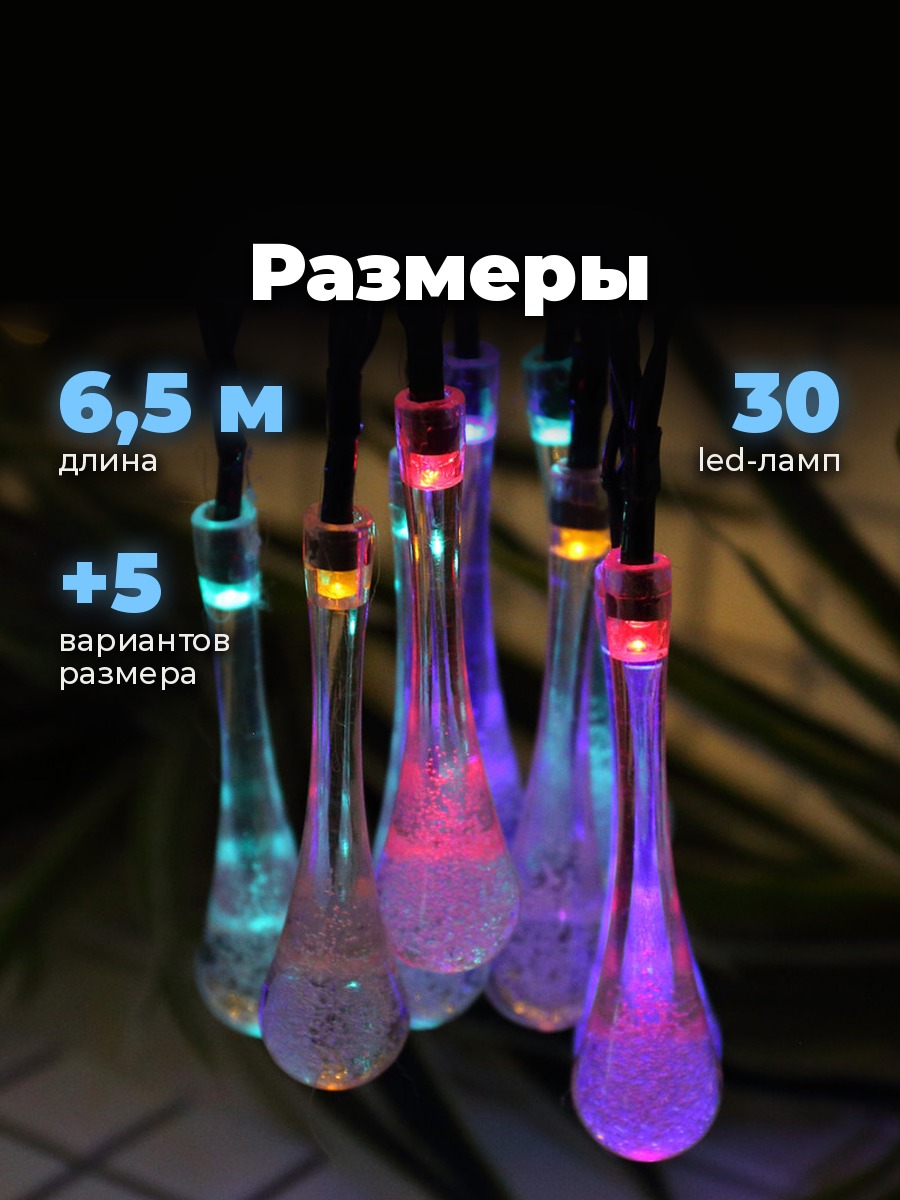 Размеры
6,5 м
длина
30
led-ламп
+5
вариантов
размера